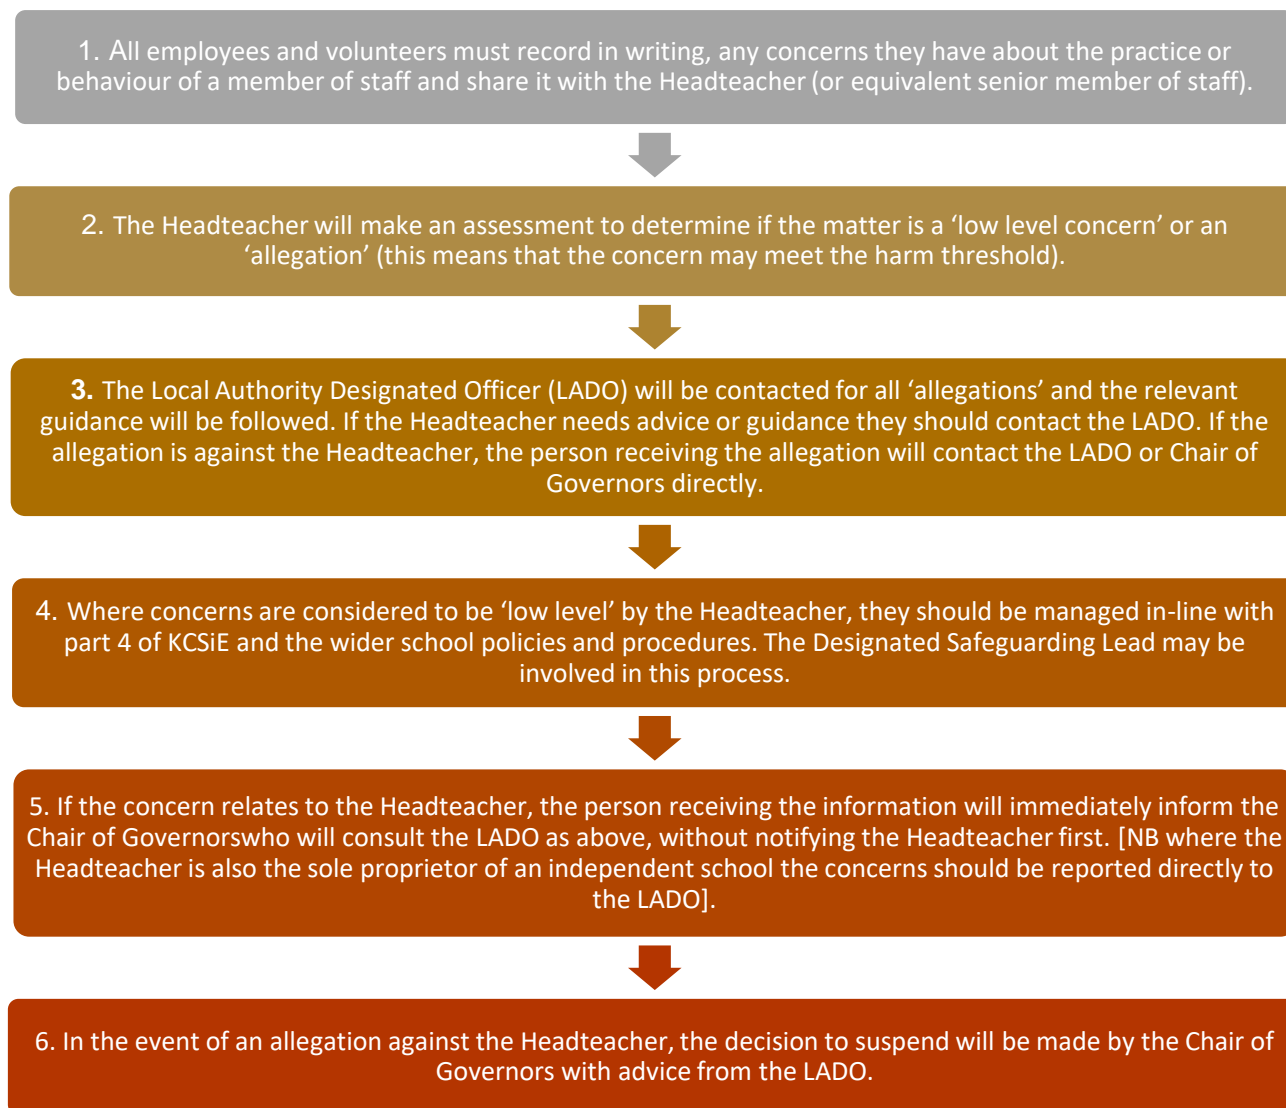 1. All employees and volunteers must record in writing, any concerns they have about the practice or
behaviour of a member of staff and share it with the Headteacher (or equivalent senior member of staff).
2. The Headteacher will make an assessment to determine if the matter is a ‘low level concern’ or an
‘allegation’ (this means that the concern may meet the harm threshold).
3. The Local Authority Designated Officer (LADO) will be contacted for all ‘allegations’ and the relevant
guidance will be followed. If the Headteacher needs advice or guidance they should contact the LADO. If the
allegation is against the Headteacher, the person receiving the allegation will contact the LADO or Chair of
Governors directly.
4. Where concerns are considered to be ‘low level’ by the Headteacher, they should be managed in-line with
part 4 of KCSiE and the wider school policies and procedures. The Designated Safeguarding Lead may be
involved in this process.
5. If the concern relates to the Headteacher, the person receiving the information will immediately inform the
Chair of Governorswho will consult the LADO as above, without notifying the Headteacher first. [NB where the
Headteacher is also the sole proprietor of an independent school the concerns should be reported directly to
the LADO].
6. In the event of an allegation against the Headteacher, the decision to suspend will be made by the Chair of
Governors with advice from the LADO.